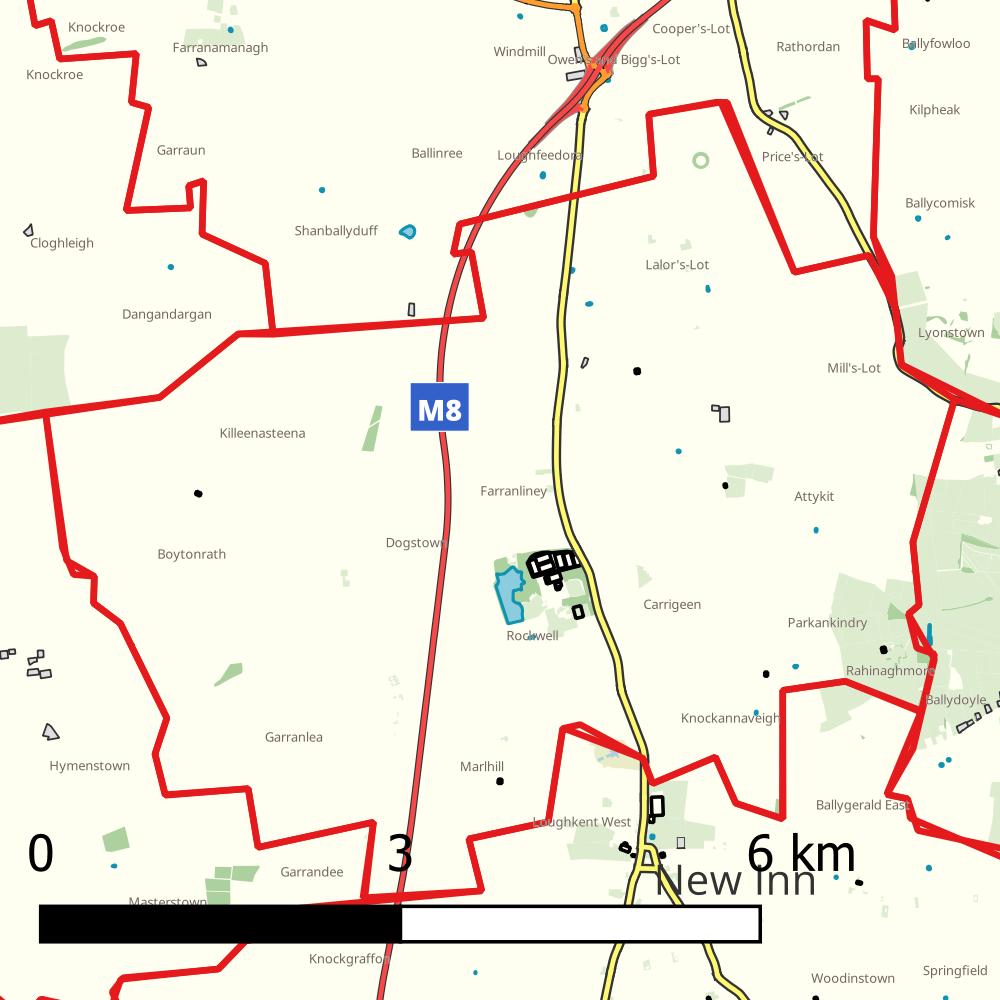 Knockroe
Farranamanagh
Windmill
Cooper's-Lot
Rathordan
Ballyfowloo
Knockroe
Owen's and Bigg's-Lot
Kilpheak
Garraun
Ballinree
Loughfeedora
Price's-Lot
Ballycomisk
Cloghleigh
Shanballyduff
Lalor's-Lot
Dangandargan
Lyonstown
Mill's-Lot
M8
Killeenasteena
Farranliney
Attykit
Boytonrath
Dogstown
Carrigeen
Parkankindry
Rockwell
Rahinaghmore
Ballydoyle
Knockannaveigh
Garranlea
Hymenstown
Marlhill
Ballygerald East
Loughkent West
0 3 6 km
Garrandee
New Inn
Masterstown
Knockgraffon
Woodinstown
Springfield